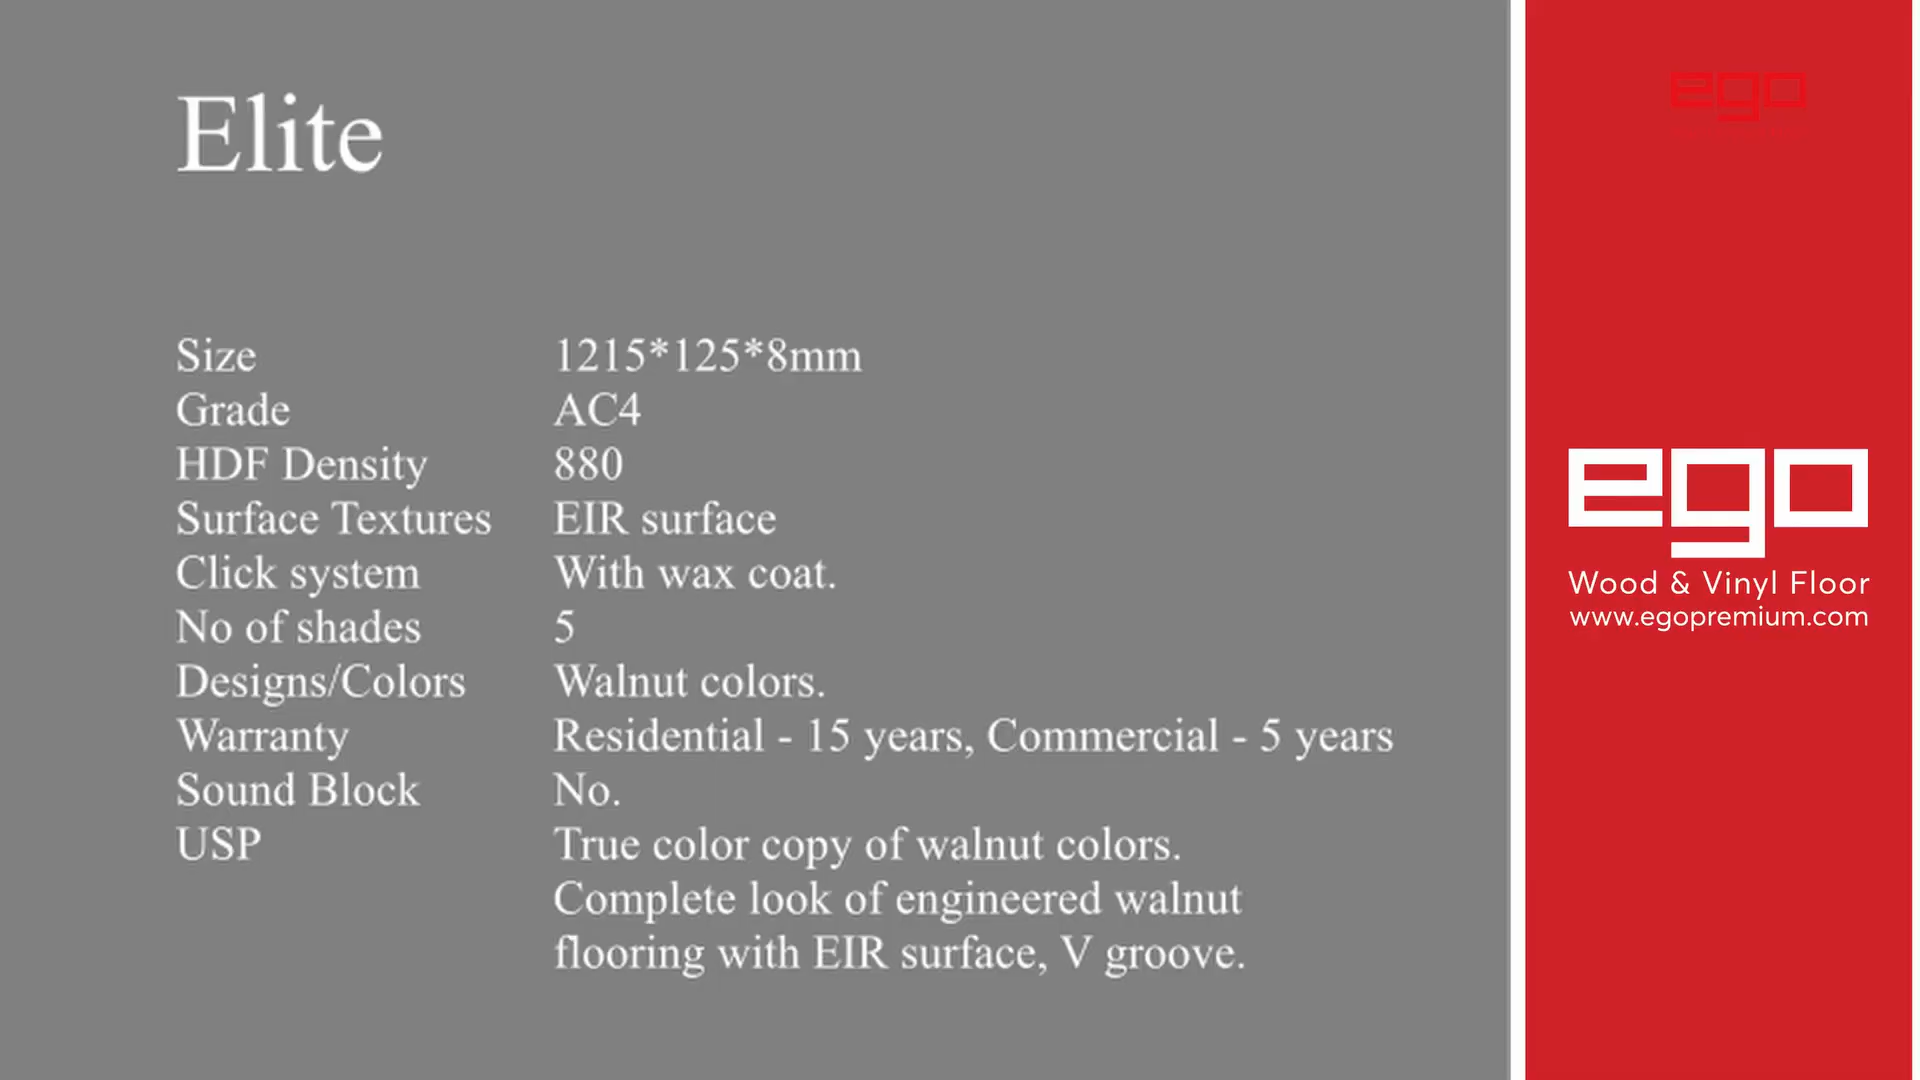 Elite
Size 1215*125*8mm
Grade AC4
HDF Density 880
Surface Textures EIR surface
Click system With wax coat.
No of shades 5
Designs/Colors Walnut colors.
Warranty Residential - 15 years, Commercial - 5 years
Sound Block No.
USP True color copy of walnut colors.
Complete look of engineered walnut
flooring with EIR surface, V groove.
ego
ego
Wood & Vinyl Floor
www.egopremium.com